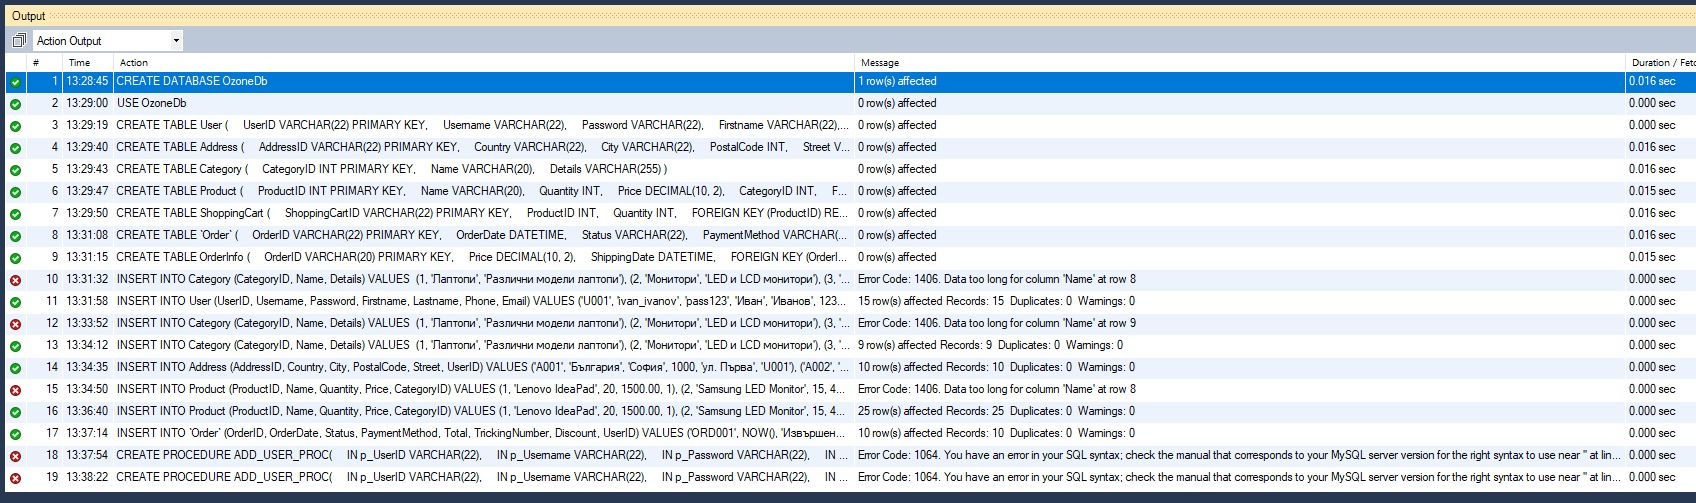 Output
Action Output
# Time Action Message Duration / Fetc
1 13:28:45 CREATE DATABASE OzoneDb 1 row(s) affected 0.016 sec
2 13:29:00 USE OzoneDb 0 row(s) affected 0.000 sec
3 13:29:19 CREATE TABLE User ( UserID VARCHAR(22) PRIMARY KEY, Username VARCHAR(22), Password VARCHAR(22), Firstname VARCHAR(22),... 0 row(s) affected 0.000 sec
4 13:29:40 CREATE TABLE Address ( AddressID VARCHAR(22) PRIMARY KEY, Country VARCHAR(22), City VARCHAR(22), PostalCode INT, Street V... 0 row(s) affected 0.016 sec
5 13:29:43 CREATE TABLE Category ( CategoryID INT PRIMARY KEY, Name VARCHAR(20), Details VARCHAR(255) ) 0 row(s) affected 0.016 sec
6 13:29:47 CREATE TABLE Product ( ProductID INT PRIMARY KEY, Name VARCHAR(20), Quantity INT, Price DECIMAL(10, 2), CategoryID INT, F... 0 row(s) affected 0.015 sec
7 13:29:50 CREATE TABLE ShoppingCart ( ShoppingCartID VARCHAR(22) PRIMARY KEY, ProductID INT, Quantity INT, FOREIGN KEY (ProductID) RE... 0 row(s) affected 0.016 sec
8 13:31:08 CREATE TABLE `Order` ( OrderID VARCHAR(22) PRIMARY KEY, OrderDate DATETIME, Status VARCHAR(22), PaymentMethod VARCHAR(... 0 row(s) affected 0.016 sec
9 13:31:15 CREATE TABLE OrderInfo ( OrderID VARCHAR(20) PRIMARY KEY, Price DECIMAL(10, 2), ShippingDate DATETIME, FOREIGN KEY (OrderI... 0 row(s) affected 0.015 sec
10 13:31:32 INSERT INTO Category (CategoryID, Name, Details) VALUES (1, 'Лаптопи', 'Различни модели лаптопи'), (2, 'Монитори', 'LED и LCD монитори'), (3, '... Error Code: 1406. Data too long for column 'Name' at row 8 0.000 sec
11 13:31:58 INSERT INTO User (UserID, Username, Password, Firstname, Lastname, Phone, Email) VALUES ('U001', 'ivan_ivanov', 'pass123', 'Иван', 'Иванов', 123... 15 row(s) affected Records: 15 Duplicates: 0 Warnings: 0 0.000 sec
12 13:33:52 INSERT INTO Category (CategoryID, Name, Details) VALUES (1, 'Лаптопи', 'Различни модели лаптопи'), (2, 'Монитори', 'LED и LCD монитори'), (3, '... Error Code: 1406. Data too long for column 'Name' at row 9 0.000 sec
13 13:34:12 INSERT INTO Category (CategoryID, Name, Details) VALUES (1, 'Лаптопи', 'Различни модели лаптопи'), (2, 'Монитори', 'LED и LCD монитори'), (3, '... 9 row(s) affected Records: 9 Duplicates: 0 Warnings: 0 0.000 sec
14 13:34:35 INSERT INTO Address (AddressID, Country, City, PostalCode, Street, UserID) VALUES ('A001', 'България', 'София', 1000, 'ул. Първа', 'U001'), ('A002', '... 10 row(s) affected Records: 10 Duplicates: 0 Warnings: 0 0.000 sec
15 13:34:50 INSERT INTO Product (ProductID, Name, Quantity, Price, CategoryID) VALUES (1, 'Lenovo IdeaPad', 20, 1500.00, 1), (2, 'Samsung LED Monitor', 15, 4... Error Code: 1406. Data too long for column 'Name' at row 8 0.000 sec
16 13:36:40 INSERT INTO Product (ProductID, Name, Quantity, Price, CategoryID) VALUES (1, 'Lenovo IdeaPad', 20, 1500.00, 1), (2, 'Samsung LED Monitor', 15, 4... 25 row(s) affected Records: 25 Duplicates: 0 Warnings: 0 0.000 sec
17 13:37:14 INSERT INTO `Order` (OrderID, OrderDate, Status, PaymentMethod, Total, TrickingNumber, Discount, UserID) VALUES ('ORD001', NOW(), 'Извършен... 10 row(s) affected Records: 10 Duplicates: 0 Warnings: 0 0.000 sec
18 13:37:54 CREATE PROCEDURE ADD_USER_PROC( IN p_UserID VARCHAR(22), IN p_Username VARCHAR(22), IN p_Password VARCHAR(22), IN ... Error Code: 1064. You have an error in your SQL syntax; check the manual that corresponds to your MySQL server version for the right syntax to use near '' at lin... 0.000 sec
19 13:38:22 CREATE PROCEDURE ADD_USER_PROC( IN p_UserID VARCHAR(22), IN p_Username VARCHAR(22), IN p_Password VARCHAR(22), IN ... Error Code: 1064. You have an error in your SQL syntax; check the manual that corresponds to your MySQL server version for the right syntax to use near '' at lin... 0.000 sec